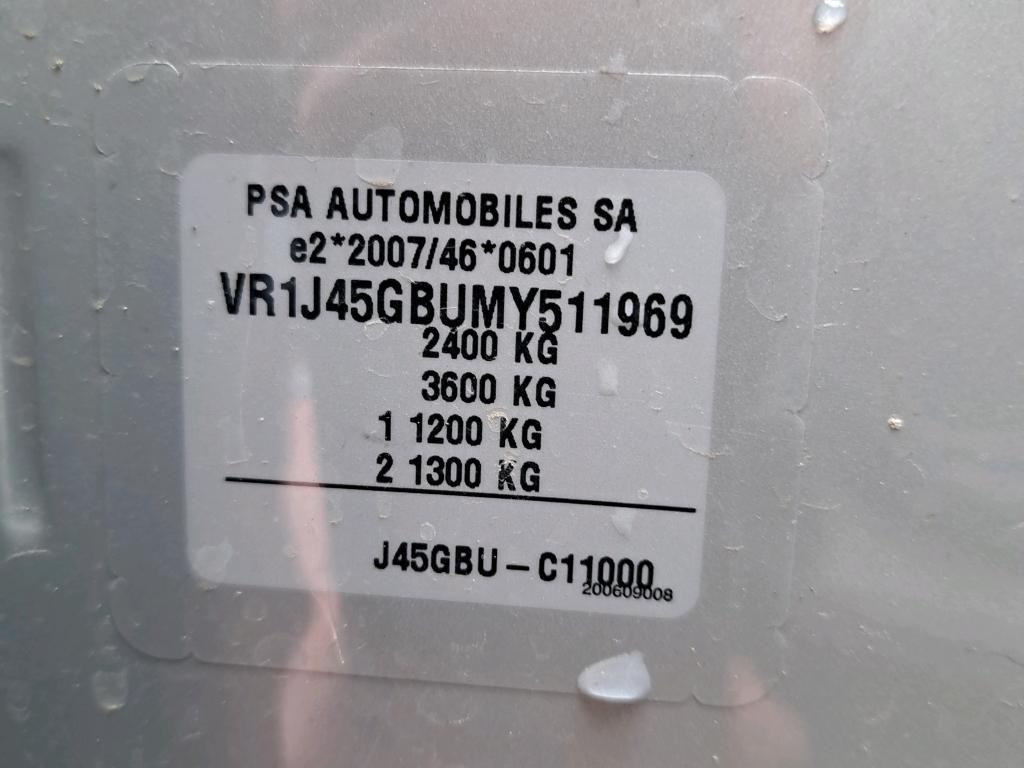 PSA AUTOMOBILES SA
e2*2007/46*0601
VR1J45GBUMY511969
2400 KG
3600 KG
1 1200 KG
2 1300 KG
J45GBU – C11000
200609008